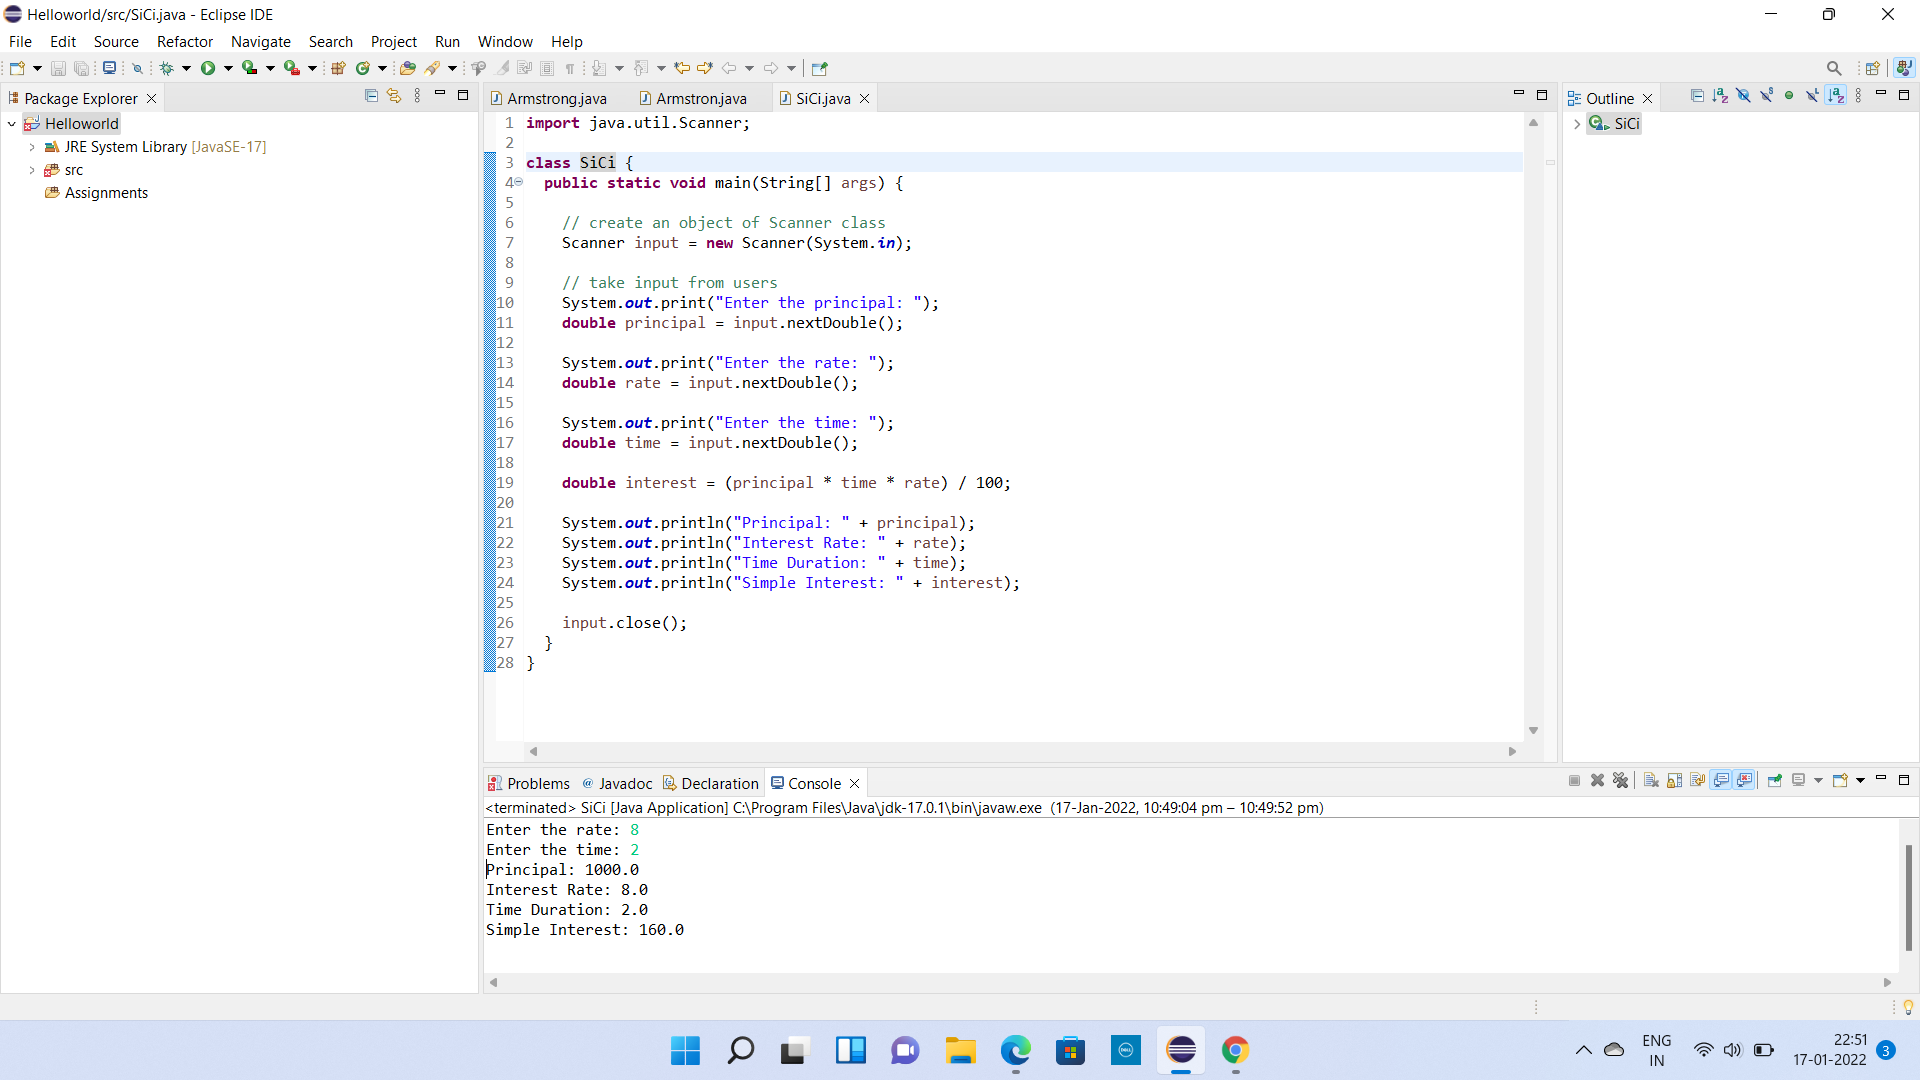 Helloworld/src/SiCi.java - Eclipse IDE
File Edit Source Refactor Navigate Search Project Run Window Help
Package Explorer
Helloworld
JRE System Library [JavaSE-17]
src
Assignments
Armstrong.java Armstron.java SiCi.java
1 import java.util.Scanner;
2
3 class SiCi {
4 public static void main(String[] args) {
5
6 // create an object of Scanner class
7 Scanner input = new Scanner(System.in);
8
9 // take input from users
10 System.out.print("Enter the principal: ");
11 double principal = input.nextDouble();
12
13 System.out.print("Enter the rate: ");
14 double rate = input.nextDouble();
15
16 System.out.print("Enter the time: ");
17 double time = input.nextDouble();
18
19 double interest = (principal * time * rate) / 100;
20
21 System.out.println("Principal: " + principal);
22 System.out.println("Interest Rate: " + rate);
23 System.out.println("Time Duration: " + time);
24 System.out.println("Simple Interest: " + interest);
25
26 input.close();
27 }
28 }
Outline
SiCi
Problems Javadoc Declaration Console
<terminated> SiCi [Java Application] C:\Program Files\Java\jdk-17.0.1\bin\javaw.exe (17-Jan-2022, 10:49:04 pm – 10:49:52 pm)
Enter the rate: 8
Enter the time: 2
Principal: 1000.0
Interest Rate: 8.0
Time Duration: 2.0
Simple Interest: 160.0
DELL
ENG
IN
22:51
17-01-2022
3